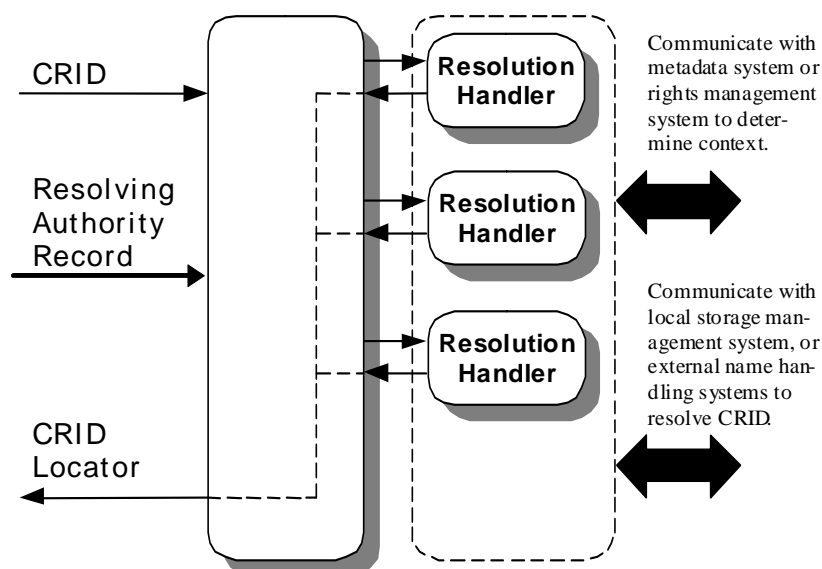 CRID
Resolving
Authority
Record
CRID
Locator
Resolution
Handler
Resolution
Handler
Resolution
Handler
Communicate with
metadata system or
rights management
system to deter-
mine context.
Communicate with
local storage man-
agement system, or
external name han-
dling systems to
resolve CRID.